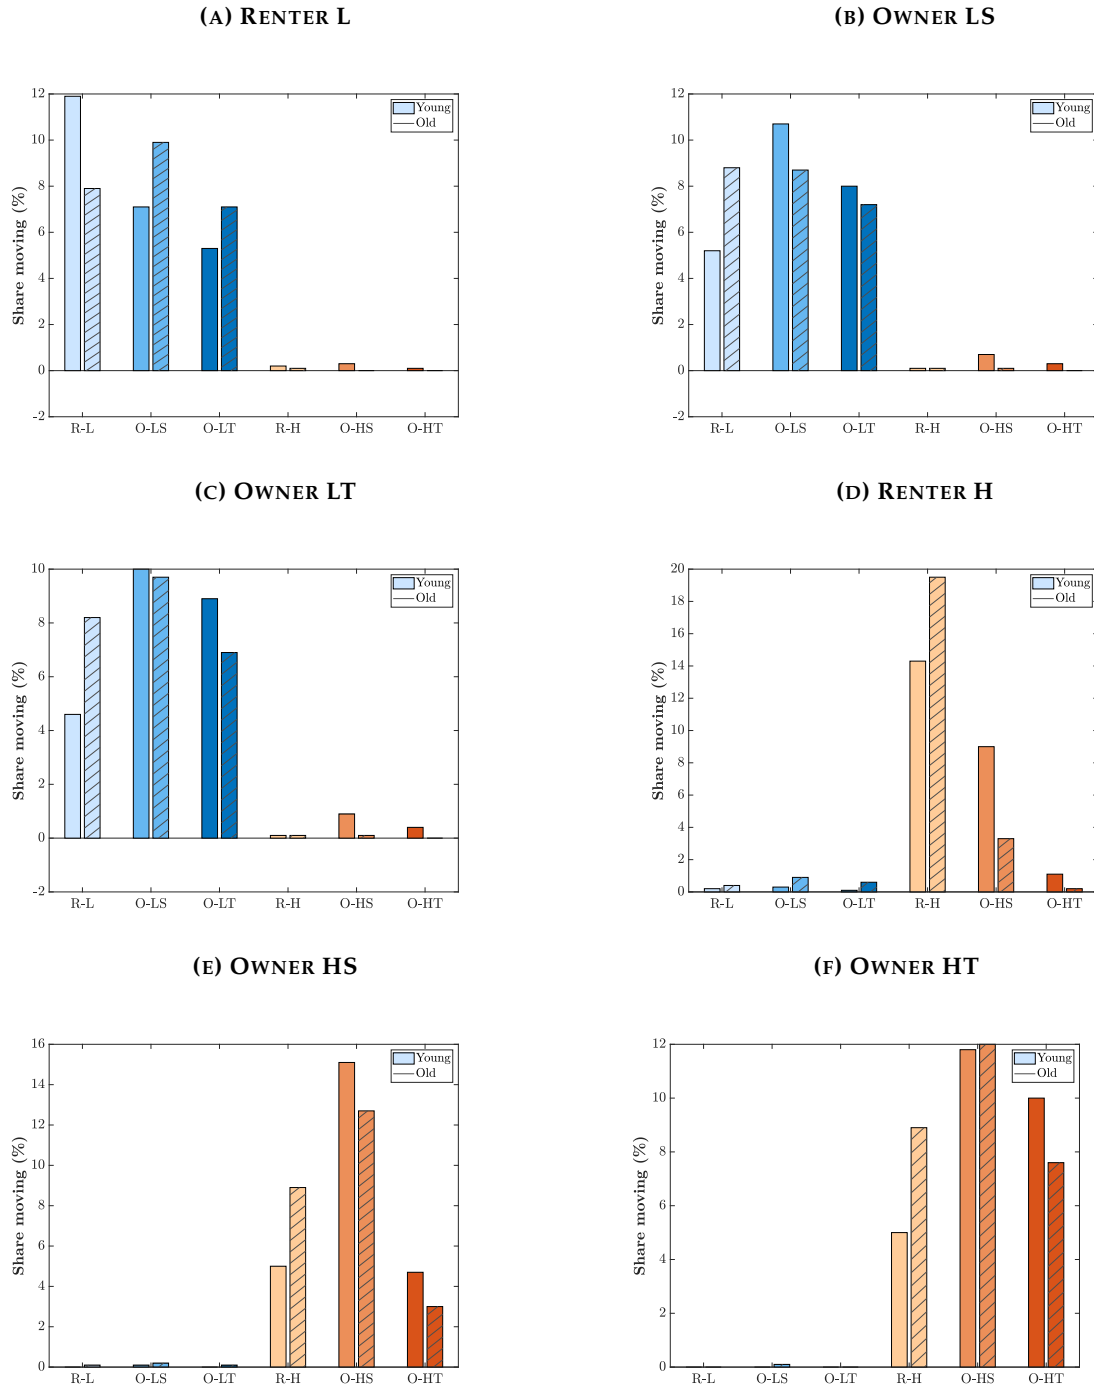 (A) RENTER L
Share moving (%)
12
10
8
6
4
2
0
-2
Young
Old
R-L O-LS O-LT R-H O-HS O-HT
(B) OWNER LS
Share moving (%)
12
10
8
6
4
2
0
-2
Young
Old
R-L O-LS O-LT R-H O-HS O-HT
(C) OWNER LT
Share moving (%)
10
8
6
4
2
0
-2
Young
Old
R-L O-LS O-LT R-H O-HS O-HT
(D) RENTER H
Share moving (%)
20
18
16
14
12
10
8
6
4
2
0
Young
Old
R-L O-LS O-LT R-H O-HS O-HT
(E) OWNER HS
Share moving (%)
16
14
12
10
8
6
4
2
0
Young
Old
R-L O-LS O-LT R-H O-HS O-HT
(F) OWNER HT
Share moving (%)
12
10
8
6
4
2
0
Young
Old
R-L O-LS O-LT R-H O-HS O-HT